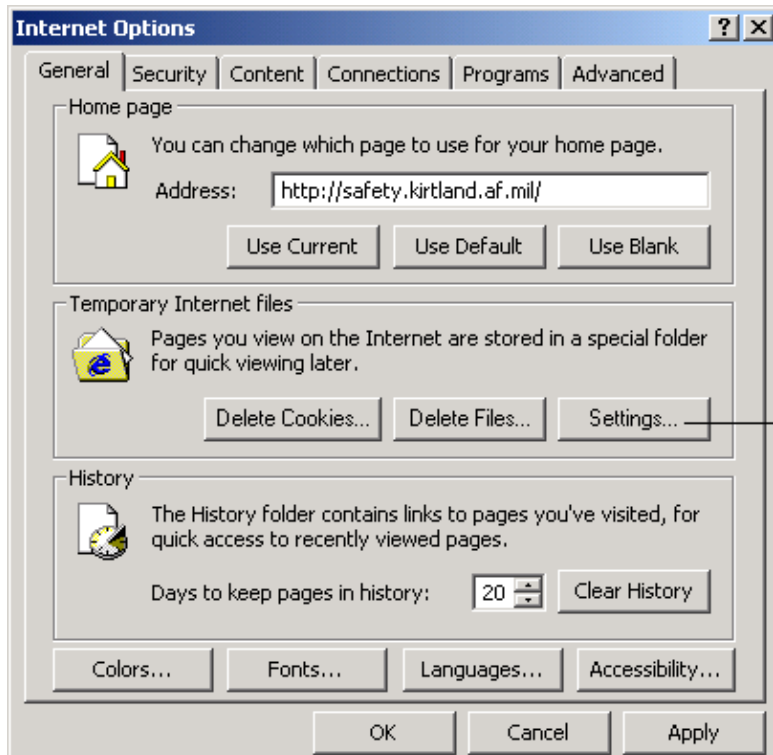 Internet Options
General Security Content Connections Programs Advanced
Home page
You can change which page to use for your home page.
Address: http://safety.kirtland.af.mil/
Use Current Use Default Use Blank
Temporary Internet files
Pages you view on the Internet are stored in a special folder
for quick viewing later.
Delete Cookies... Delete Files... Settings...
History
The History folder contains links to pages you've visited, for
quick access to recently viewed pages.
Days to keep pages in history: 20 Clear History
Colors... Fonts... Languages... Accessibility...
OK Cancel Apply